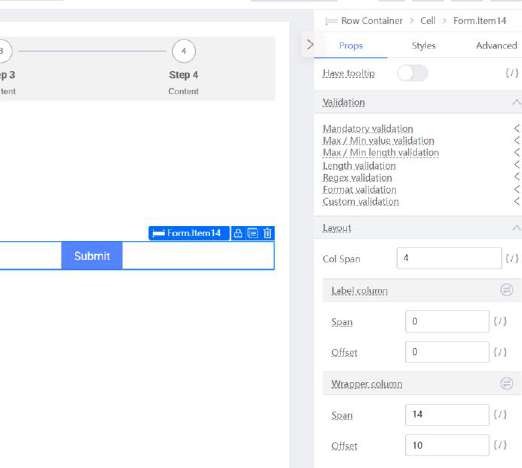 Row Container > Cell > Form.Item14
Props Styles Advanced
Have tooltip {/}
Validation
Mandatory validation
Max / Min value validation
Max / Min length validation
Length validation
Regex validation
Format validation
Custom validation
Layout
Col Span 4 {/}
Label column
Span 0 {/}
Offset 0 {/}
Wrapper column
Span 14 {/}
Offset 10 {/}
3 4
ep 3 Step 4
tent Content
Form.Item14
Submit